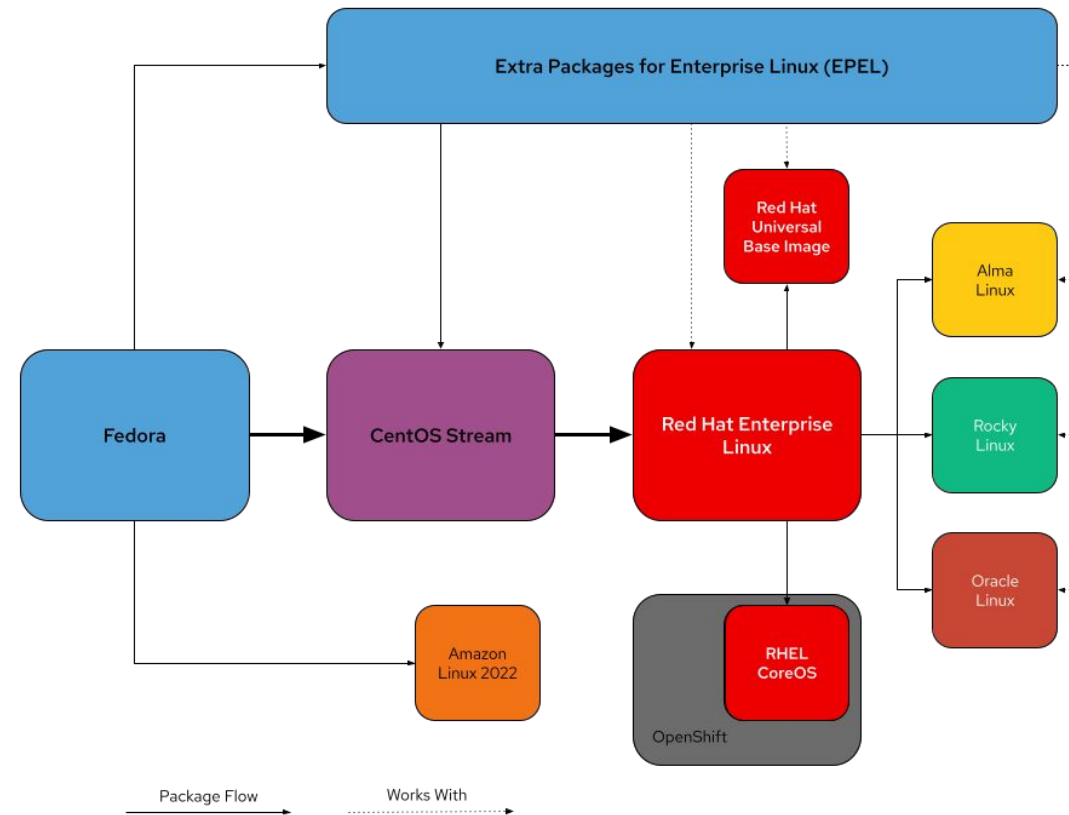 Extra Packages for Enterprise Linux (EPEL)
Red Hat
Universal
Base Image
Alma
Linux
Fedora
CentOS Stream
Red Hat Enterprise
Linux
Rocky
Linux
Oracle
Linux
Amazon
Linux 2022
RHEL
CoreOS
OpenShift
Package Flow
Works With